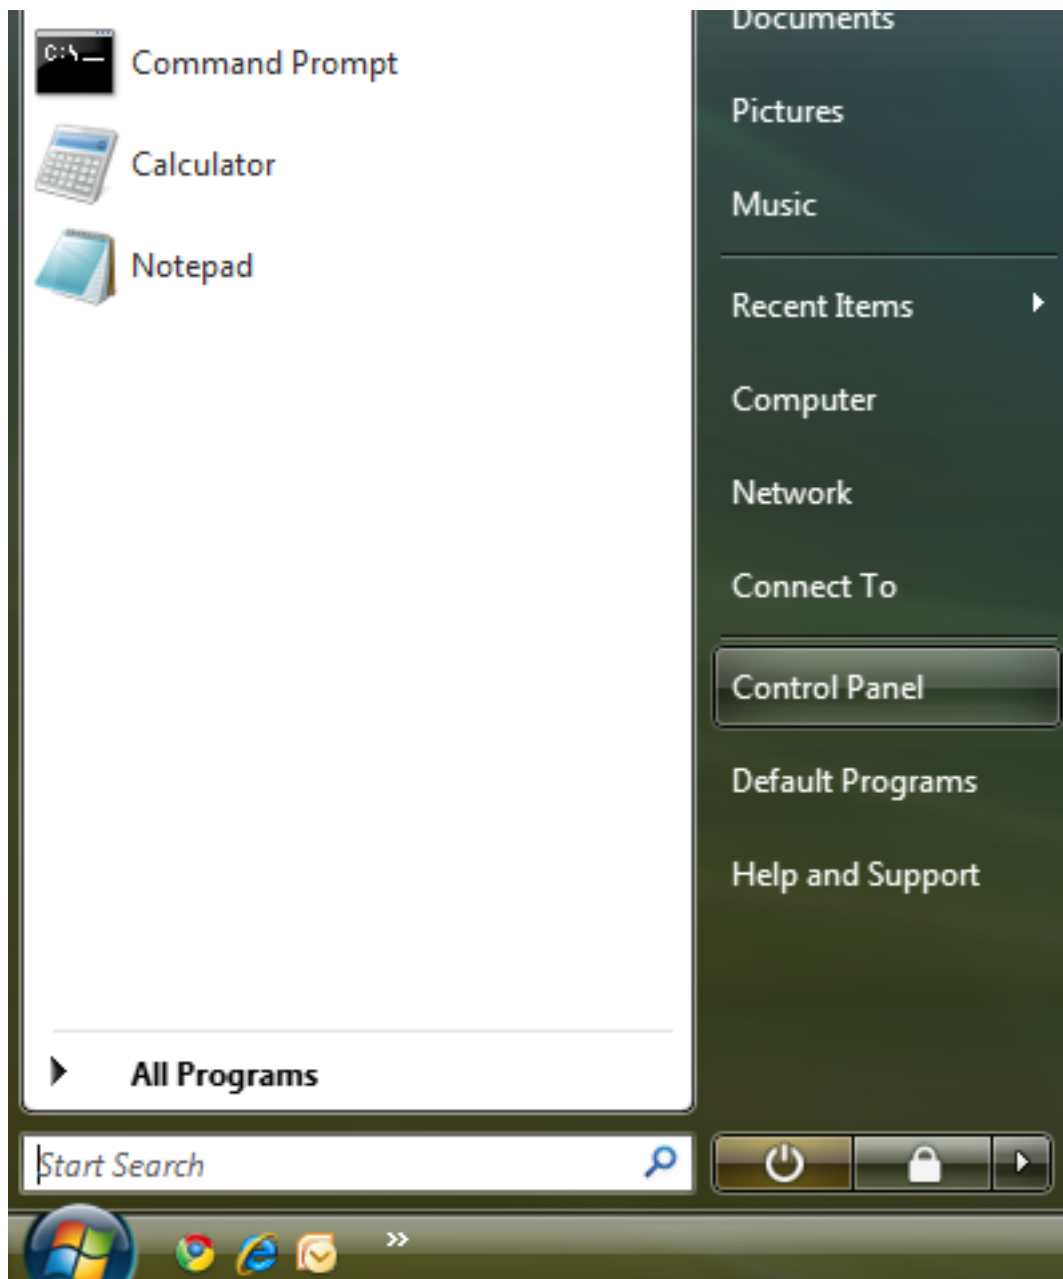 C:\_
Command Prompt
Calculator
Notepad
All Programs
Start Search
Documents
Pictures
Music
Recent Items
Computer
Network
Connect To
Control Panel
Default Programs
Help and Support